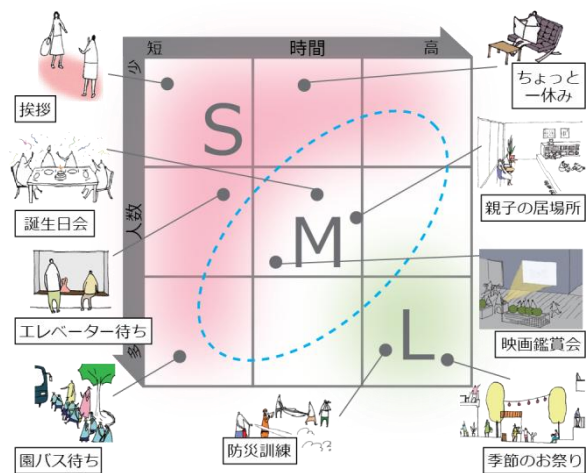 短 時間 高
少
人数
多
S
M
L
挨拶
誕生日会
エレベーター待ち
園バス待ち
防災訓練
ちょっと
一休み
親子の居場所
映画鑑賞会
季節のお祭り